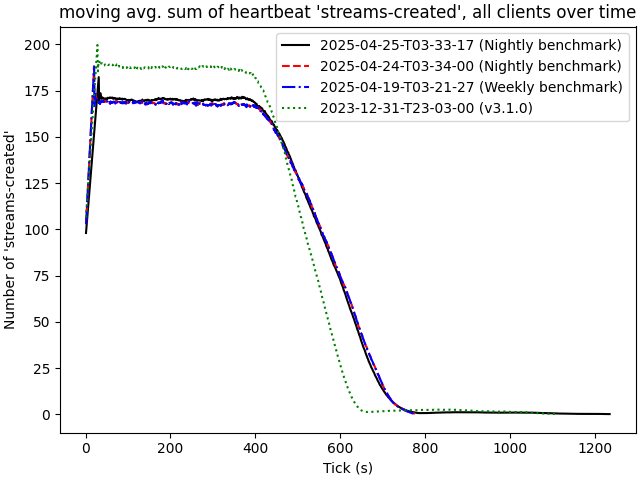 moving avg. sum of heartbeat 'streams-created', all clients over time
2025-04-25-T03-33-17 (Nightly benchmark)
2025-04-24-T03-34-00 (Nightly benchmark)
2025-04-19-T03-21-27 (Weekly benchmark)
2023-12-31-T23-03-00 (v3.1.0)
Number of 'streams-created'
200
175
150
125
100
75
50
25
0
0 200 400 600 800 1000 1200
Tick (s)